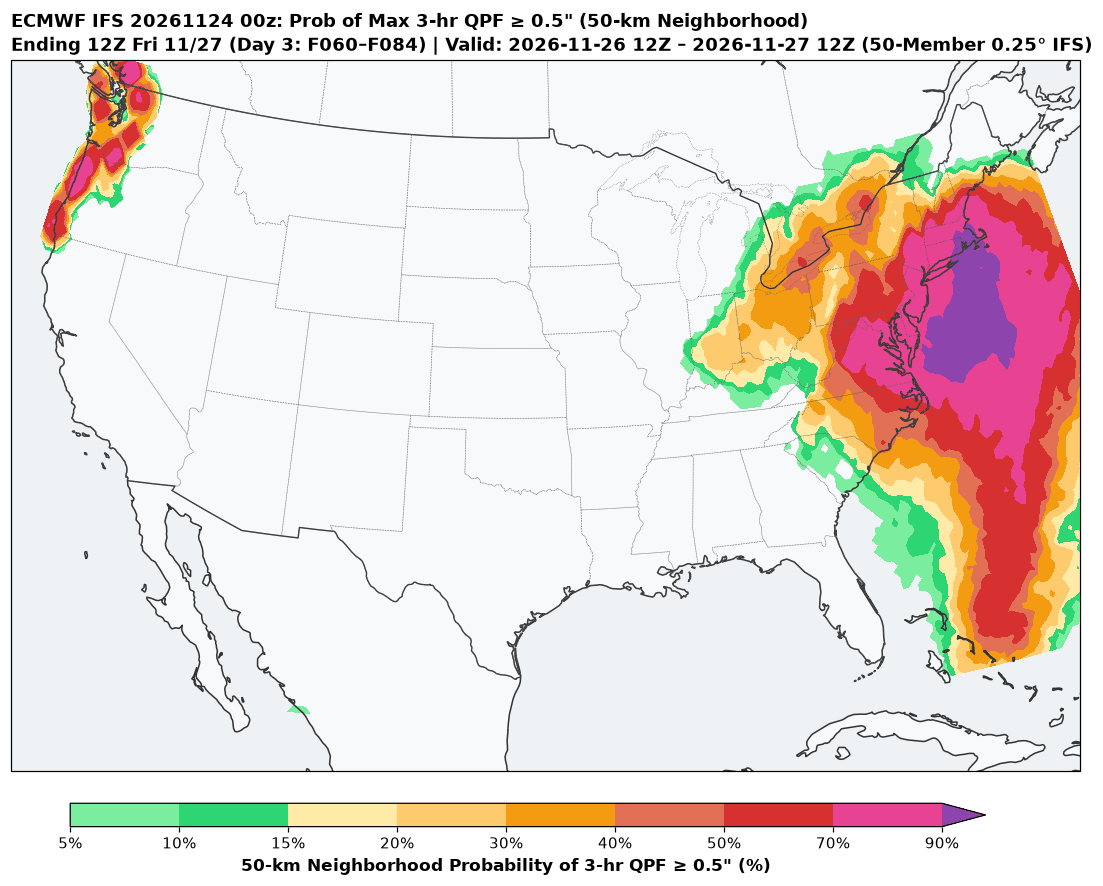 ECMWF IFS 20261124 00z: Prob of Max 3-hr QPF ≥ 0.5" (50-km Neighborhood)
Ending 12Z Fri 11/27 (Day 3: F060–F084) | Valid: 2026-11-26 12Z – 2026-11-27 12Z (50-Member 0.25° IFS)
5% 10% 15% 20% 30% 40% 50% 70% 90%
50-km Neighborhood Probability of 3-hr QPF ≥ 0.5" (%)